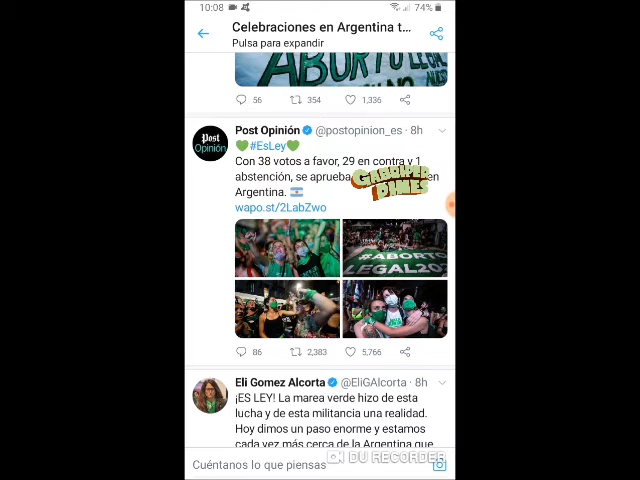 10:08
74%
Celebraciones en Argentina t...
Pulsa para expandir
ABORTO LEGAL
56 354 1,336
Post Opinión @postopinion_es · 8h
Post
Opinión
💚#EsLey💚
Con 38 votos a favor, 29 en contra y 1
abstención, se aprueba en
GABORIPER
DIMES
Argentina. 🇦🇷
wapo.st/2LabZwo
#ABORTO
LEGAL202
86 2,383 5,766
Eli Gomez Alcorta @EliGAlcorta · 8h
¡ES LEY! La marea verde hizo de esta
lucha y de esta militancia una realidad.
Hoy dimos un paso enorme y estamos
cada vez más cerca de la Argentina que
Cuéntanos lo que piensas
DU RECORDER